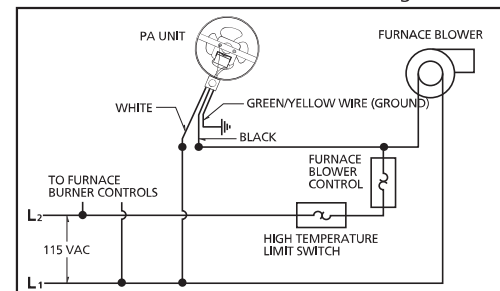 PA UNIT
FURNACE BLOWER
WHITE
GREEN/YELLOW WIRE (GROUND)
BLACK
FURNACE
BLOWER
CONTROL
TO FURNACE
BURNER CONTROLS
L2
HIGH TEMPERATURE
LIMIT SWITCH
115 VAC
L1